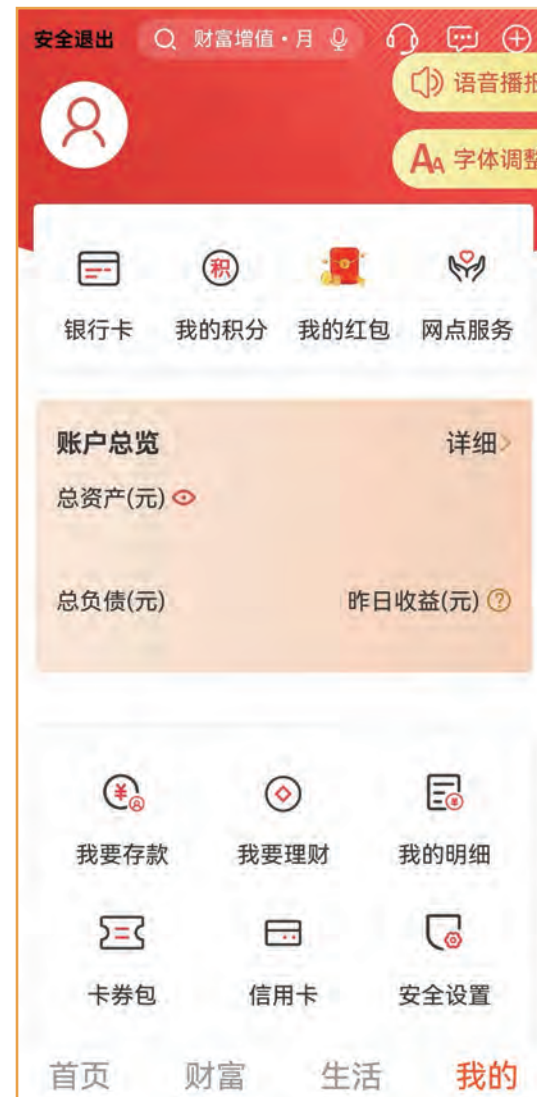 安全退出 财富增值·月
语音播报
AA 字体调整
积
银行卡 我的积分 我的红包 网点服务
账户总览 详细>
总资产(元)
总负债(元) 昨日收益(元) ?
¥ ¥
我要存款 我要理财 我的明细
卡券包 信用卡 安全设置
首页 财富 生活 我的